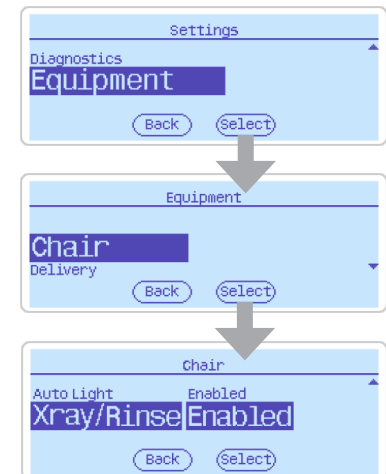 Settings
Diagnostics
Equipment
Back Select
Equipment
Chair
Delivery
Back Select
Chair
Auto Light Enabled
Xray/Rinse Enabled
Back Select